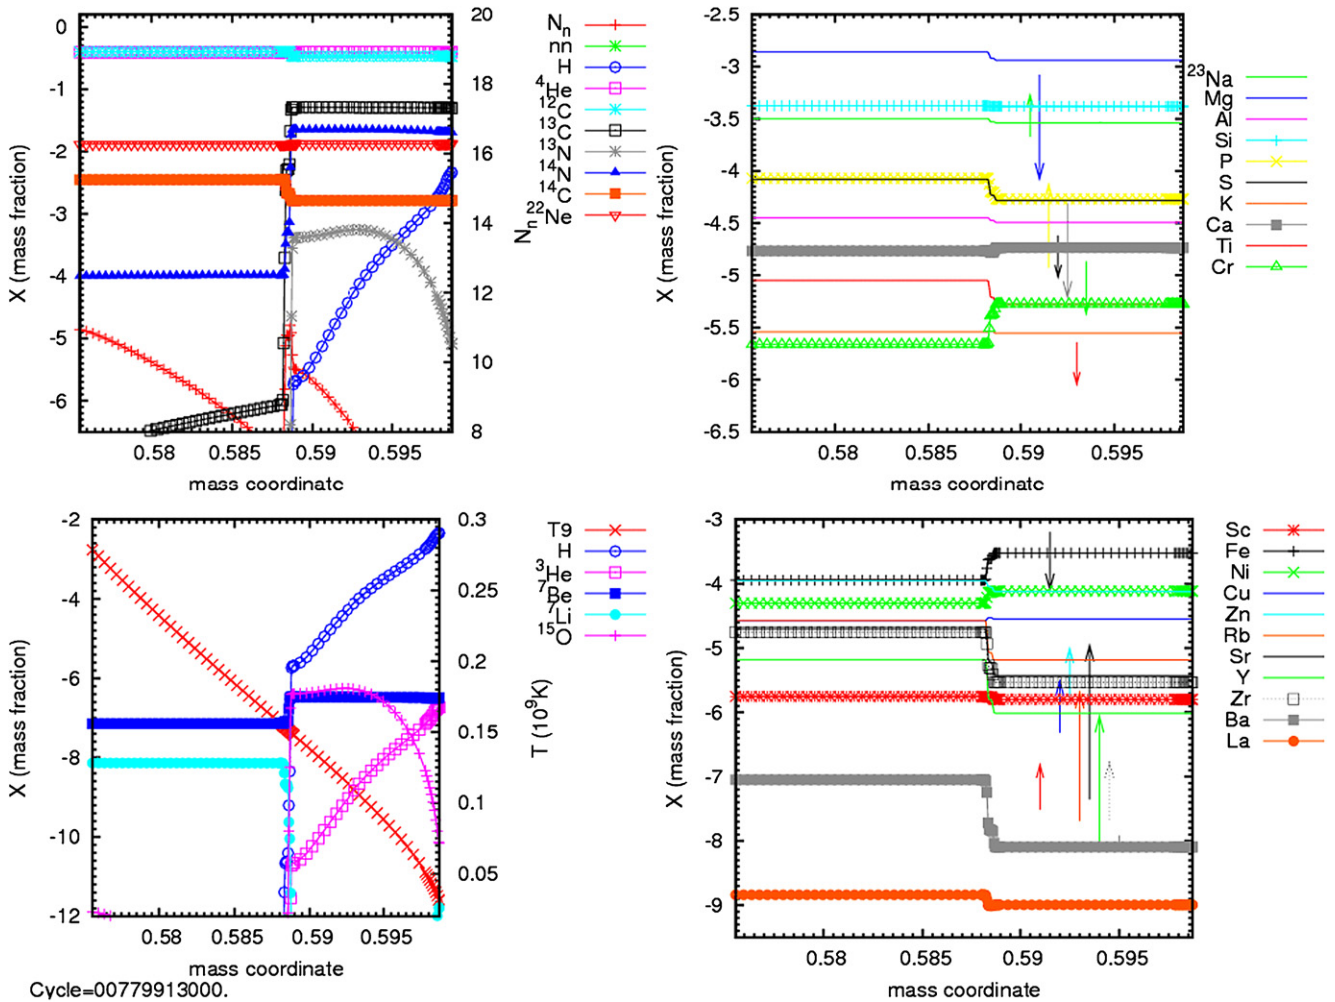 0
-1
-2
-3
-4
-5
-6
X (mass fraction)
0.58
0.585
0.59
0.595
mass coordinate
20
18
16
14
12
10
8
N_n
N_n
nn
H
⁴He
¹²C
¹³C
¹³N
¹⁴N
¹⁴C
²²Ne
-2.5
-3
-3.5
-4
-4.5
-5
-5.5
-6
-6.5
X (mass fraction)
0.58
0.585
0.59
0.595
mass coordinate
²³Na
Mg
Al
Si
P
S
K
Ca
Ti
Cr
-2
-4
-6
-8
-10
-12
X (mass fraction)
0.58
0.585
0.59
0.595
mass coordinate
0.3
0.25
0.2
0.15
0.1
0.05
T (10⁹K)
T9
H
³He
⁷Be
⁷Li
¹⁵O
-3
-4
-5
-6
-7
-8
-9
X (mass fraction)
0.58
0.585
0.59
0.595
mass coordinate
Sc
Fe
Ni
Cu
Zn
Rb
Sr
Y
Zr
Ba
La
Cycle=00779913000.